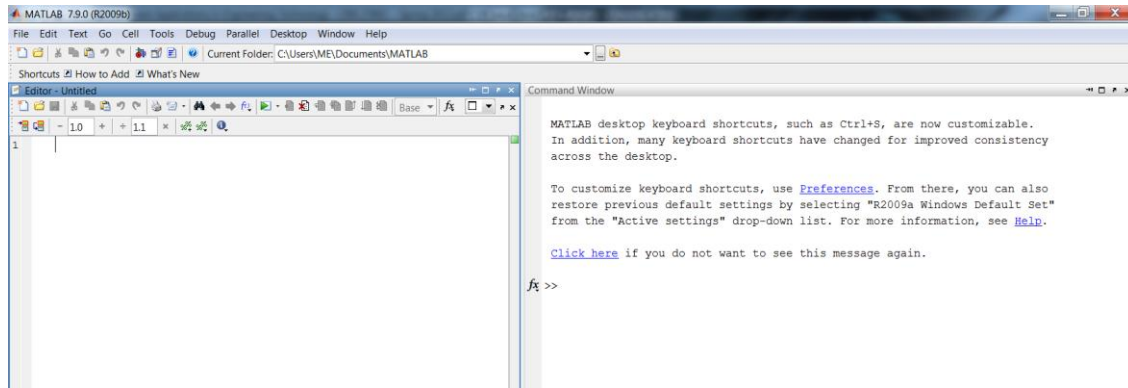 MATLAB 7.9.0 (R2009b)
File Edit Text Go Cell Tools Debug Parallel Desktop Window Help
Current Folder: C:\Users\ME\Documents\MATLAB
Shortcuts How to Add What's New
Editor - Untitled
Base
1.0 1.1
1
Command Window
MATLAB desktop keyboard shortcuts, such as Ctrl+S, are now customizable.
In addition, many keyboard shortcuts have changed for improved consistency
across the desktop.
To customize keyboard shortcuts, use Preferences. From there, you can also
restore previous default settings by selecting "R2009a Windows Default Set"
from the "Active settings" drop-down list. For more information, see Help.
Click here if you do not want to see this message again.
fx >>